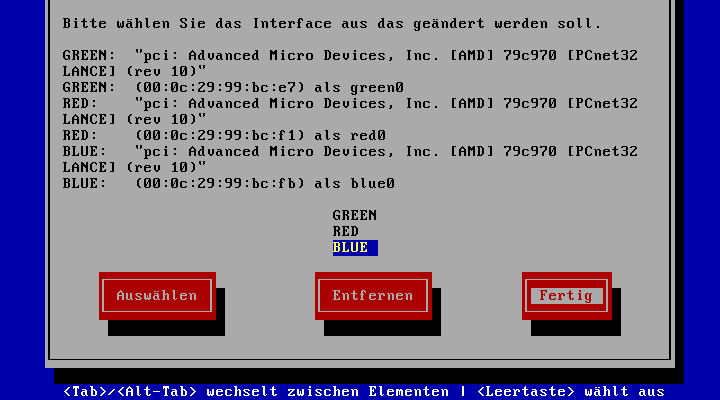 Bitte wählen Sie das Interface aus das geändert werden soll.
GREEN: "pci: Advanced Micro Devices, Inc. [AMD] 79c970 [PCnet32
LANCE] (rev 10)"
GREEN: (00:0c:29:99:bc:e7) als green0
RED: "pci: Advanced Micro Devices, Inc. [AMD] 79c970 [PCnet32
LANCE] (rev 10)"
RED: (00:0c:29:99:bc:f1) als red0
BLUE: "pci: Advanced Micro Devices, Inc. [AMD] 79c970 [PCnet32
LANCE] (rev 10)"
BLUE: (00:0c:29:99:bc:fb) als blue0
GREEN
RED
BLUE
Auswählen Entfernen Fertig
<Tab>/<Alt-Tab> wechselt zwischen Elementen | <Leertaste> wählt aus